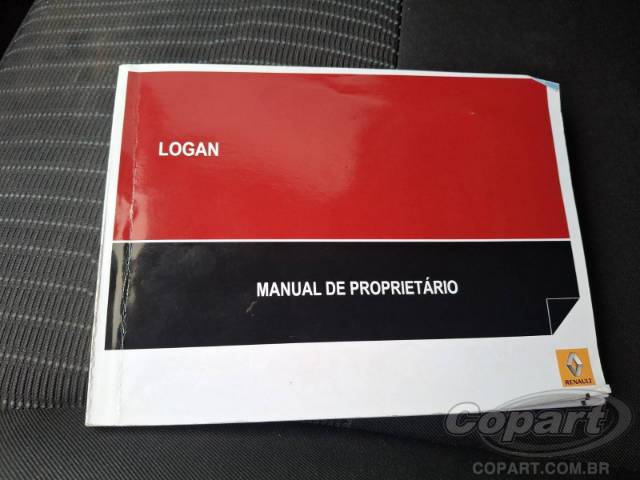 LOGAN
MANUAL DE PROPRIETÁRIO
RENAULT
Copart
COPART.COM.BR